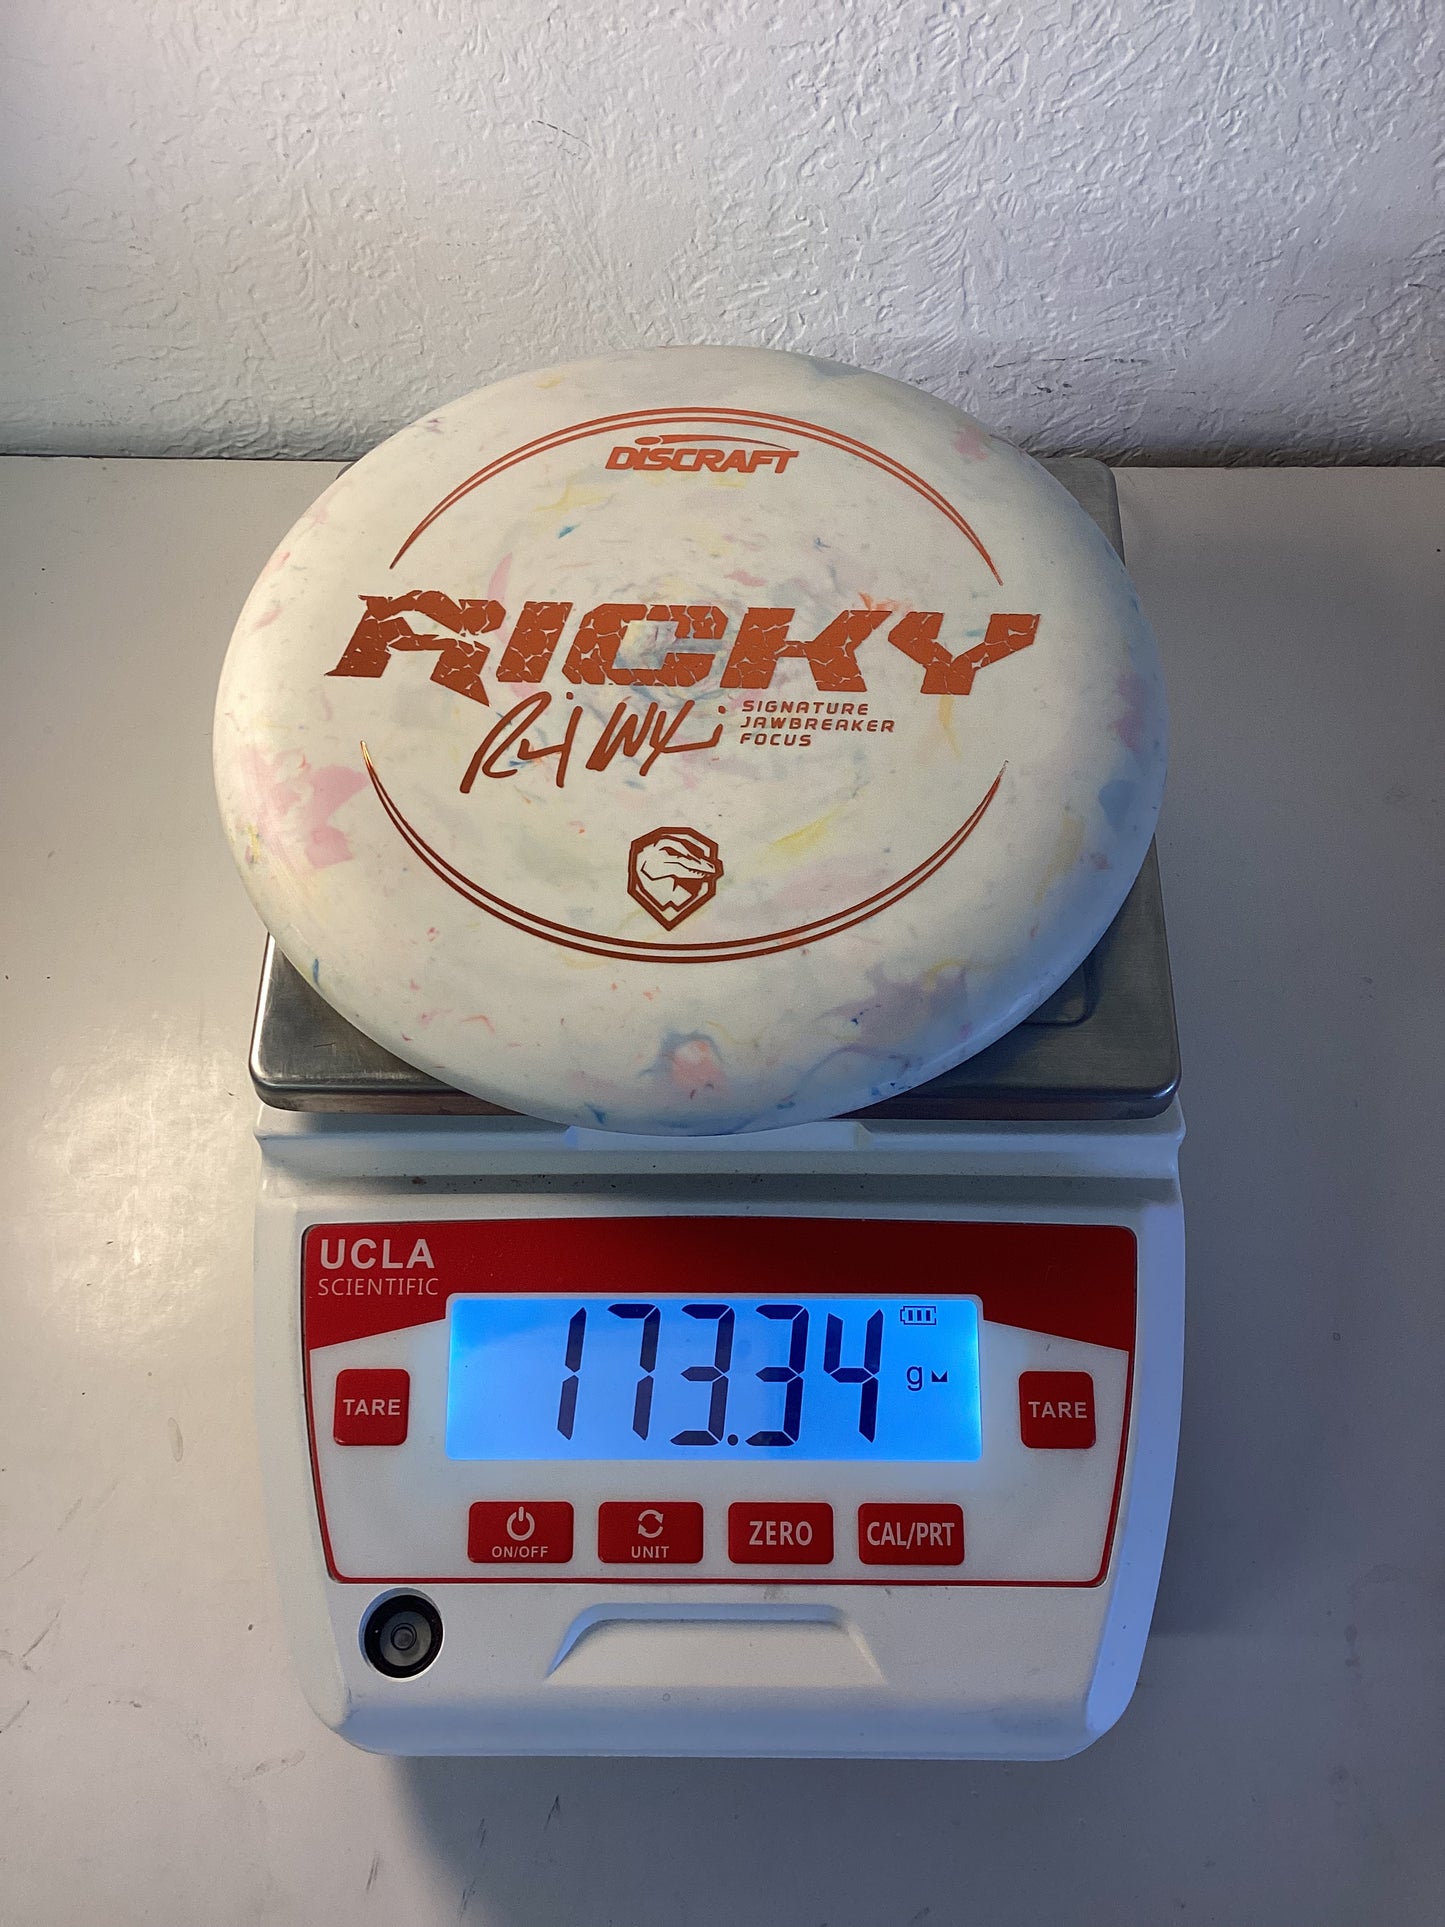 DISCRAFT
RICKY
SIGNATURE
JAWBREAKER
FOCUS
UCLA
SCIENTIFIC
173.34 g
TARE
TARE
ON/OFF
UNIT
ZERO
CAL/PRT